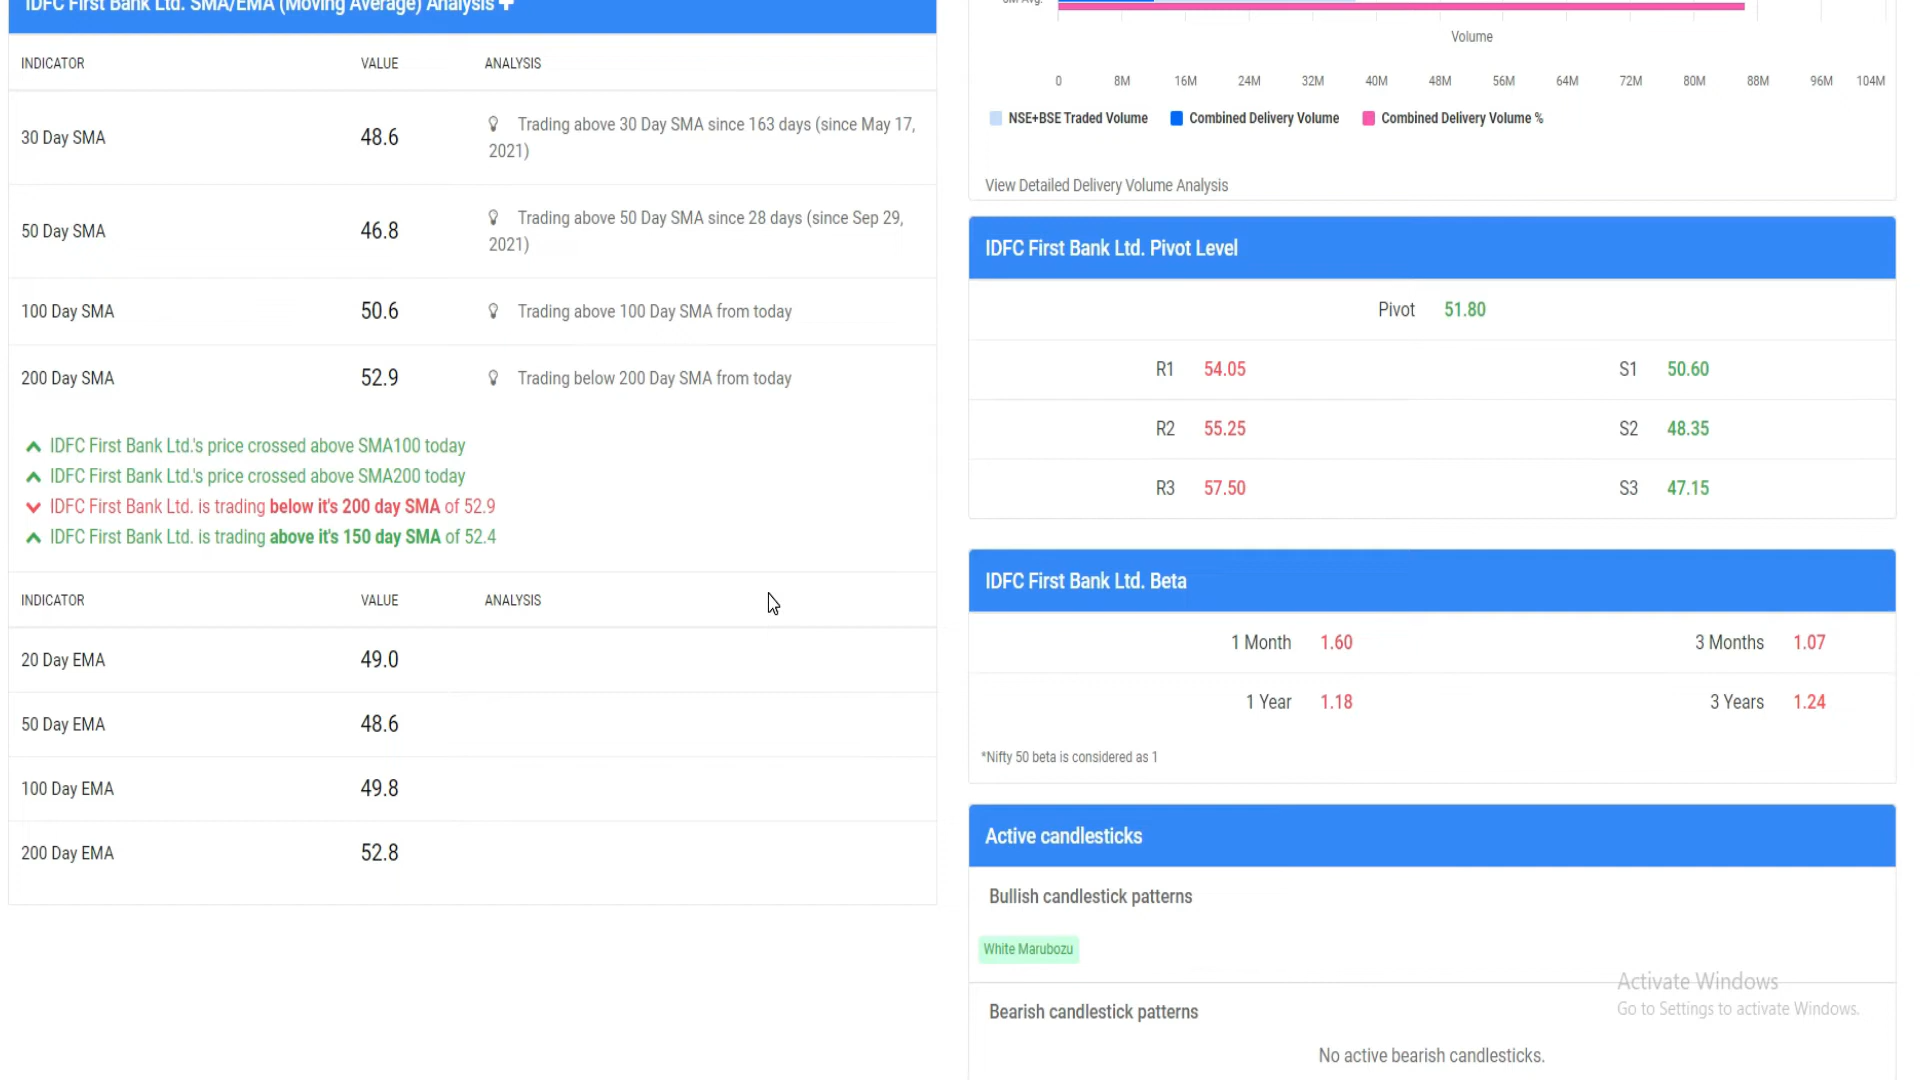 IDFC First Bank Ltd. SMA/EMA (Moving Average) Analysis +
INDICATOR VALUE ANALYSIS
30 Day SMA 48.6 Trading above 30 Day SMA since 163 days (since May 17,
2021)
50 Day SMA 46.8 Trading above 50 Day SMA since 28 days (since Sep 29,
2021)
100 Day SMA 50.6 Trading above 100 Day SMA from today
200 Day SMA 52.9 Trading below 200 Day SMA from today
IDFC First Bank Ltd.'s price crossed above SMA100 today
IDFC First Bank Ltd.'s price crossed above SMA200 today
IDFC First Bank Ltd. is trading below it's 200 day SMA of 52.9
IDFC First Bank Ltd. is trading above it's 150 day SMA of 52.4
INDICATOR VALUE ANALYSIS
20 Day EMA 49.0
50 Day EMA 48.6
100 Day EMA 49.8
200 Day EMA 52.8
Volume
0 8M 16M 24M 32M 40M 48M 56M 64M 72M 80M 88M 96M 104M
NSE+BSE Traded Volume Combined Delivery Volume Combined Delivery Volume %
View Detailed Delivery Volume Analysis
IDFC First Bank Ltd. Pivot Level
Pivot 51.80
R1 54.05 S1 50.60
R2 55.25 S2 48.35
R3 57.50 S3 47.15
IDFC First Bank Ltd. Beta
1 Month 1.60 3 Months 1.07
1 Year 1.18 3 Years 1.24
*Nifty 50 beta is considered as 1
Active candlesticks
Bullish candlestick patterns
White Marubozu
Bearish candlestick patterns
No active bearish candlesticks.
Activate Windows
Go to Settings to activate Windows.